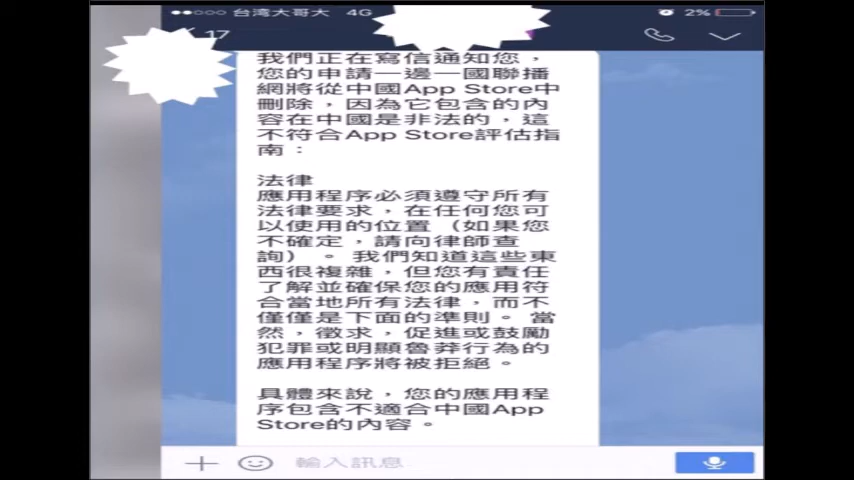 台湾大哥大 4G 2%
17
我們正在寫信通知您，
您的申請一邊一國聯播
網將從中國App Store中
刪除，因為它包含的內
容在中國是非法的，這
不符合App Store評估指
南：
法律
應用程序必須遵守所有
法律要求，在任何您可
以使用的位置（如果您
不確定，請向律師查
詢）。 我們知道這些東
西很複雜，但您有責任
了解並確保您的應用符
合當地所有法律，而不
僅僅是下面的準則。 當
然，徵求，促進或鼓勵
犯罪或明顯魯莽行為的
應用程序將被拒絕。
具體來說，您的應用程
序包含不適合中國App
Store的內容。
輸入訊息